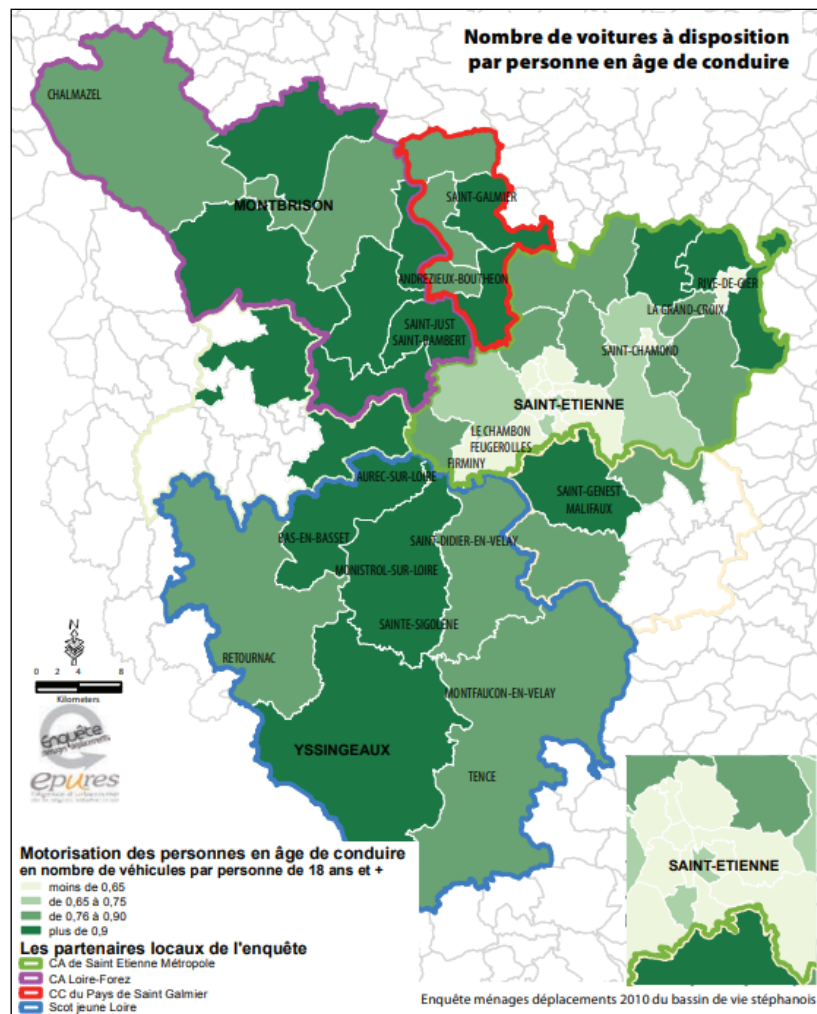 Nombre de voitures à disposition
par personne en âge de conduire
CHALMAZEL
MONTBRISON
SAINT-GALMIER
ANDREZIEUX-BOUTHEON
RIVE-DE-GIER
LA GRAND-CROIX
SAINT-JUST
SAINT-RAMBERT
SAINT-CHAMOND
SAINT-ETIENNE
LE CHAMBON
FEUGEROLLES
FIRMINY
AUREC-SUR-LOIRE
SAINT-GENEST
MALIFAUX
BAS-EN-BASSET
SAINT-DIDIER-EN-VELAY
MONISTROL-SUR-LOIRE
SAINTE-SIGOLENE
RETOURNAC
MONTFAUCON-EN-VELAY
YSSINGEAUX
TENCE
N
0 2 4 8
Kilometers
Enquête
epures
SAINT-ETIENNE
Motorisation des personnes en âge de conduire
en nombre de véhicules par personne de 18 ans et +
moins de 0,65
de 0,65 à 0,75
de 0,76 à 0,90
plus de 0,9
Les partenaires locaux de l'enquête
CA de Saint Etienne Métropole
CA Loire-Forez
CC du Pays de Saint Galmier
Scot jeune Loire
Enquête ménages déplacements 2010 du bassin de vie stéphanois